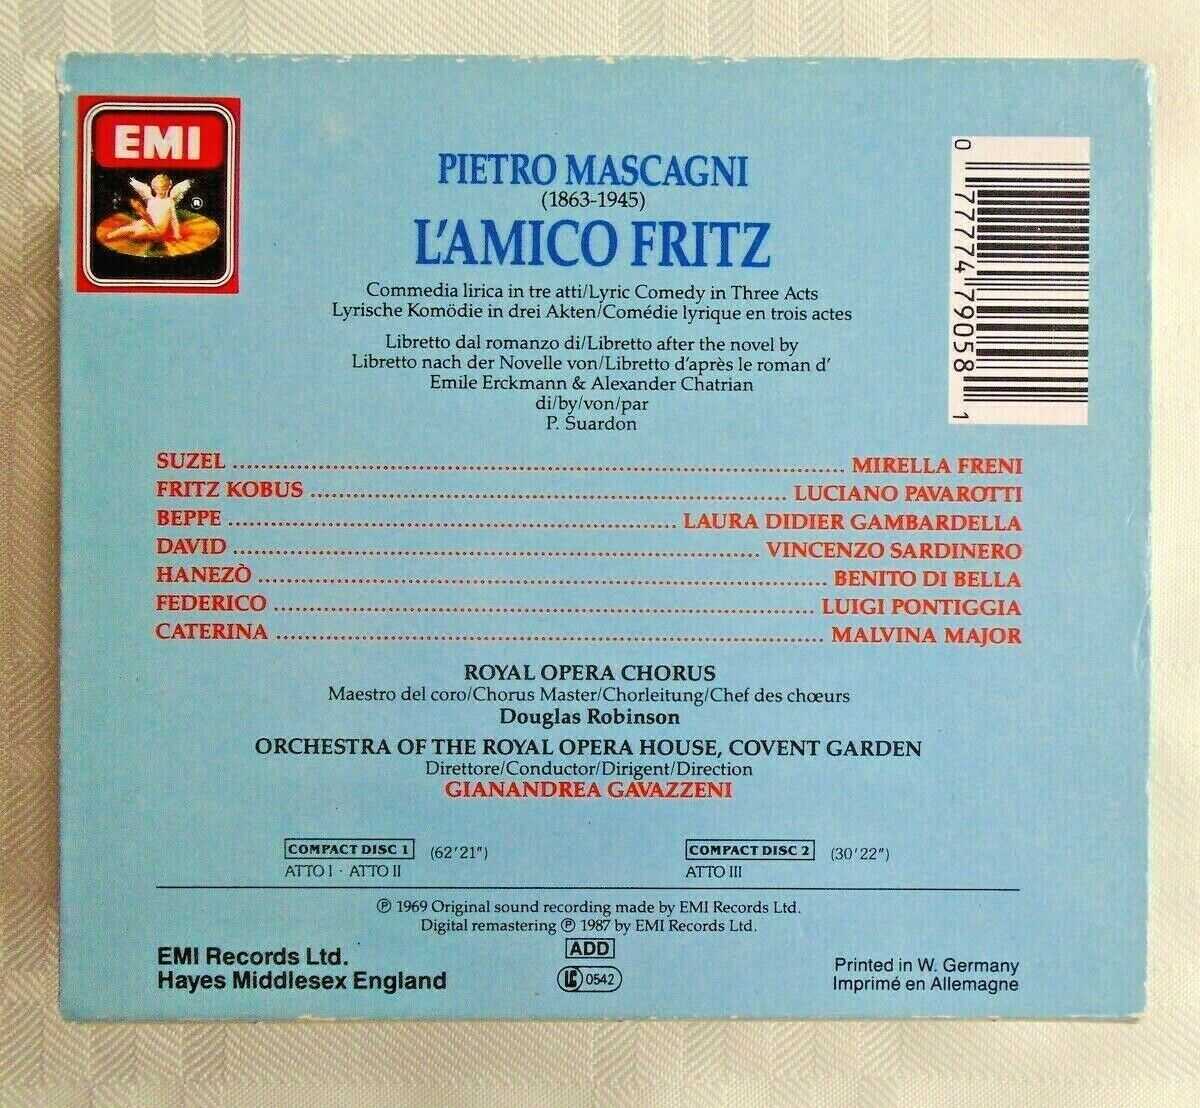 EMI
®
PIETRO MASCAGNI
(1863-1945)
L'AMICO FRITZ
Commedia lirica in tre atti/Lyric Comedy in Three Acts
Lyrische Komödie in drei Akten/Comédie lyrique en trois actes
Libretto dal romanzo di/Libretto after the novel by
Libretto nach der Novelle von/Libretto d'après le roman d'
Emile Erckmann & Alexander Chatrian
di/by/von/par
P. Suardon
0 77774 79058 1
SUZEL ........ MIRELLA FRENI
FRITZ KOBUS ........ LUCIANO PAVAROTTI
BEPPE ........ LAURA DIDIER GAMBARDELLA
DAVID ........ VINCENZO SARDINERO
HANEZÒ ........ BENITO DI BELLA
FEDERICO ........ LUIGI PONTIGGIA
CATERINA ........ MALVINA MAJOR
ROYAL OPERA CHORUS
Maestro del coro/Chorus Master/Chorleitung/Chef des chœurs
Douglas Robinson
ORCHESTRA OF THE ROYAL OPERA HOUSE, COVENT GARDEN
Direttore/Conductor/Dirigent/Direction
GIANANDREA GAVAZZENI
COMPACT DISC 1 (62'21")
ATTO I · ATTO II
COMPACT DISC 2 (30'22")
ATTO III
℗ 1969 Original sound recording made by EMI Records Ltd.
Digital remastering ℗ 1987 by EMI Records Ltd.
ADD
LC 0542
EMI Records Ltd.
Hayes Middlesex England
Printed in W. Germany
Imprimé en Allemagne